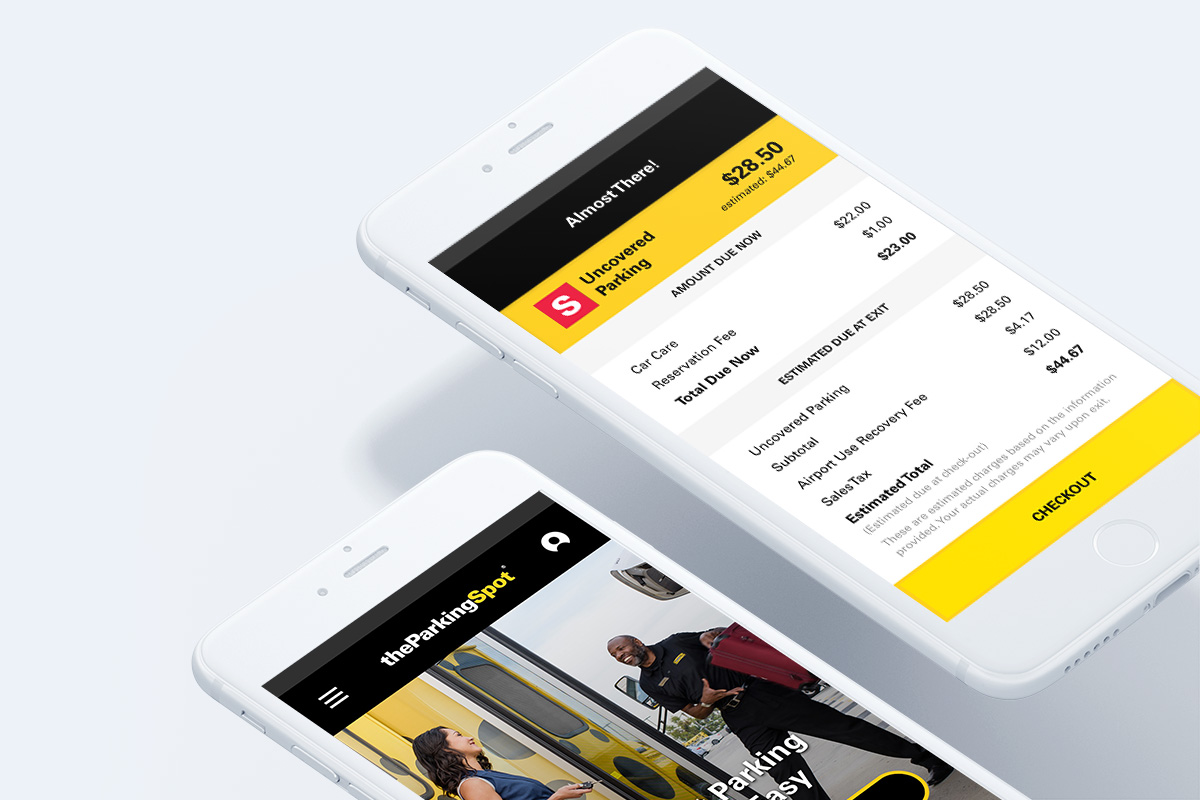 Almost There!
Uncovered
Parking
$28.50
estimated: $44.67
AMOUNT DUE NOW
Car Care $22.00
Reservation Fee $1.00
Total Due Now $23.00
ESTIMATED DUE AT EXIT
Uncovered Parking $28.50
Subtotal $28.50
Airport Use Recovery Fee $4.17
Sales Tax $12.00
Estimated Total $44.67
(Estimated due at check-out)
These are estimated charges based on the information
provided. Your actual charges may vary upon exit.
CHECKOUT
S
theParkingSpot
Parking